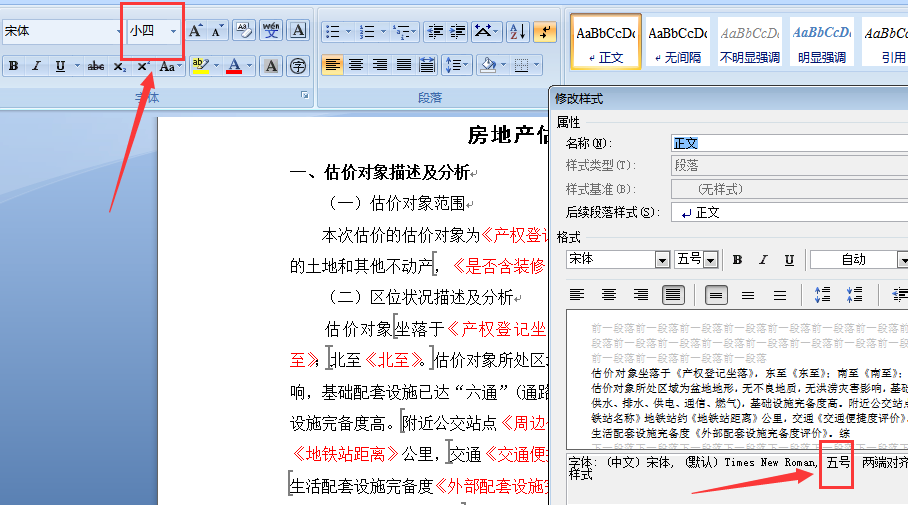 宋体 小四
B I U abc x₂ x² Aa ab A A 字
字体
段落
AaBbCcDc AaBbCcDc AaBbCcDc AaBbCcDc AaBbCcD
↵ 正文 ↵ 无间隔 不明显强调 明显强调 引用
房地产估
一、估价对象描述及分析
（一）估价对象范围
本次估价的估价对象为《产权登记
的土地和其他不动产，《是否含装修
（二）区位状况描述及分析
估价对象坐落于《产权登记坐
至》；北至《北至》。估价对象所处区域
响，基础配套设施已达“六通”（通路
设施完备度高。附近公交站点《周边
《地铁站距离》公里，交通《交通便
生活配套设施完备度《外部配套设施完
修改样式
属性
名称(N)： 正文
样式类型(T)： 段落
样式基准(B)： （无样式）
后续段落样式(S)： ↵ 正文
格式
宋体 五号 B I U 自动
前一段落前一段落前一段落前一段落前一段落前一段落前一段落
段落前一段落前一段落前一段落前一段落前一段落前一段落前一
前一段落前一段落前一段落前一段落
估价对象坐落于《产权登记坐落》，东至《东至》；南至《南至》；
估价对象所处区域为盆地地形，无不良地质，无洪涝灾害影响，基础
供水、排水、供电、通信、燃气），基础设施完备度高。附近公交站点
铁站名称》地铁站约《地铁站距离》公里，交通《交通便捷度评价》。
生活配套设施完备度《外部配套设施完备度评价》。综
下一段落下一段落下一段落下一段落下一段落下一段落下一段落
字体：（中文）宋体，（默认）Times New Roman，五号 两端对齐
样式